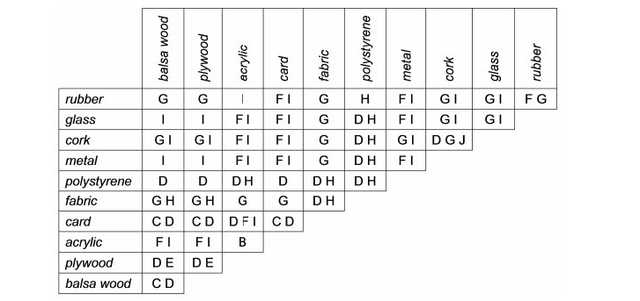 balsa wood plywood acrylic card fabric polystyrene metal cork glass rubber
rubber G G I F I G H F I G I G I F G
glass I I F I F I G D H F I G I G I
cork G I G I F I F I G D H G I D G J
metal I I F I F I G D H F I
polystyrene D D D H D D H D H
fabric G H G H G G D H
card C D C D D F I C D
acrylic F I F I B
plywood D E D E
balsa wood C D